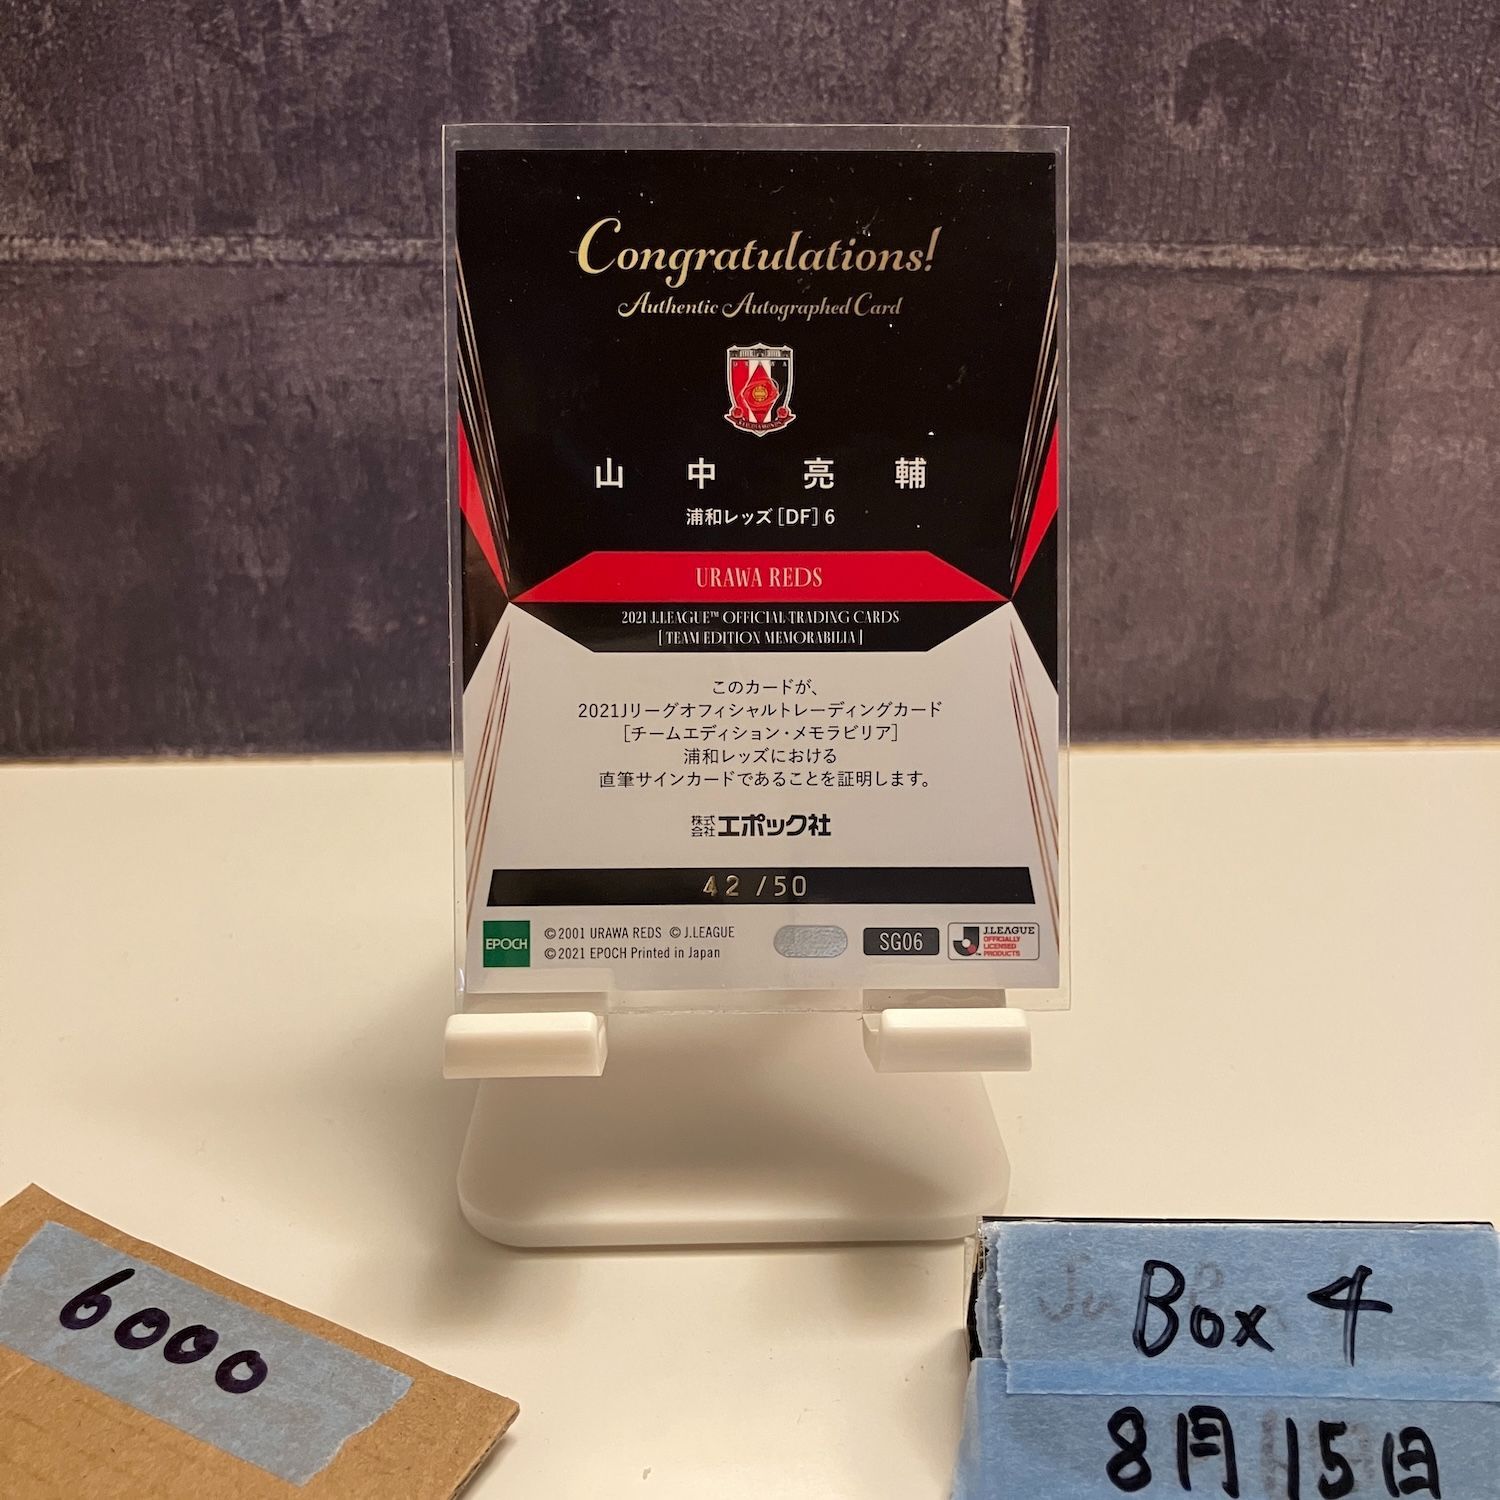 Congratulations!
Authentic Autographed Card
山中 亮輔
浦和レッズ [DF] 6
URAWA REDS
2021 J.LEAGUE™ OFFICIAL TRADING CARDS
[ TEAM EDITION MEMORABILIA ]
このカードが、
2021Jリーグオフィシャルトレーディングカード
[チームエディション・メモラビリア]
浦和レッズにおける
直筆サインカードであることを証明します。
株式会社エポック社
42 /50
EPOCH
©2001 URAWA REDS ©J.LEAGUE
©2021 EPOCH Printed in Japan
SG06
J.LEAGUE
OFFICIALLY
LICENSED
PRODUCTS
6000
Box 4
8月15日